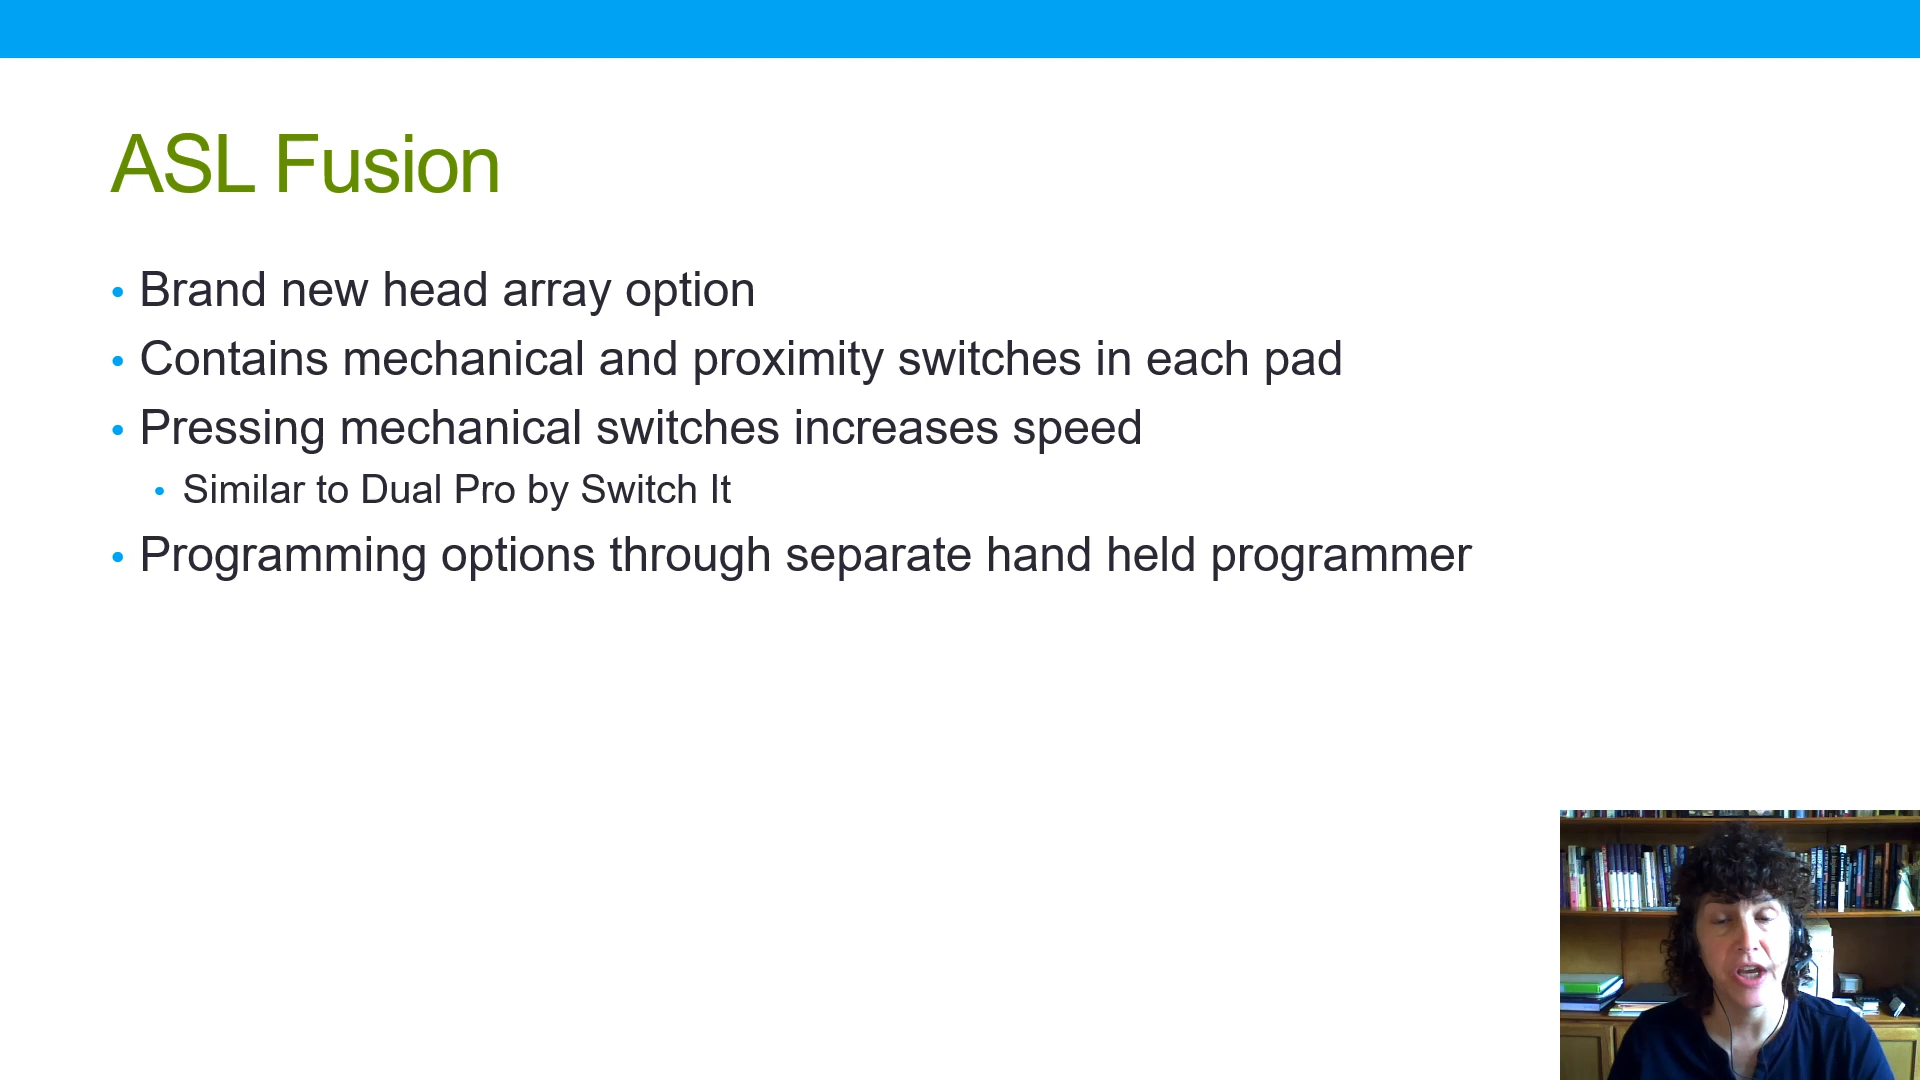 ASL Fusion
• Brand new head array option
• Contains mechanical and proximity switches in each pad
• Pressing mechanical switches increases speed
• Similar to Dual Pro by Switch It
• Programming options through separate hand held programmer